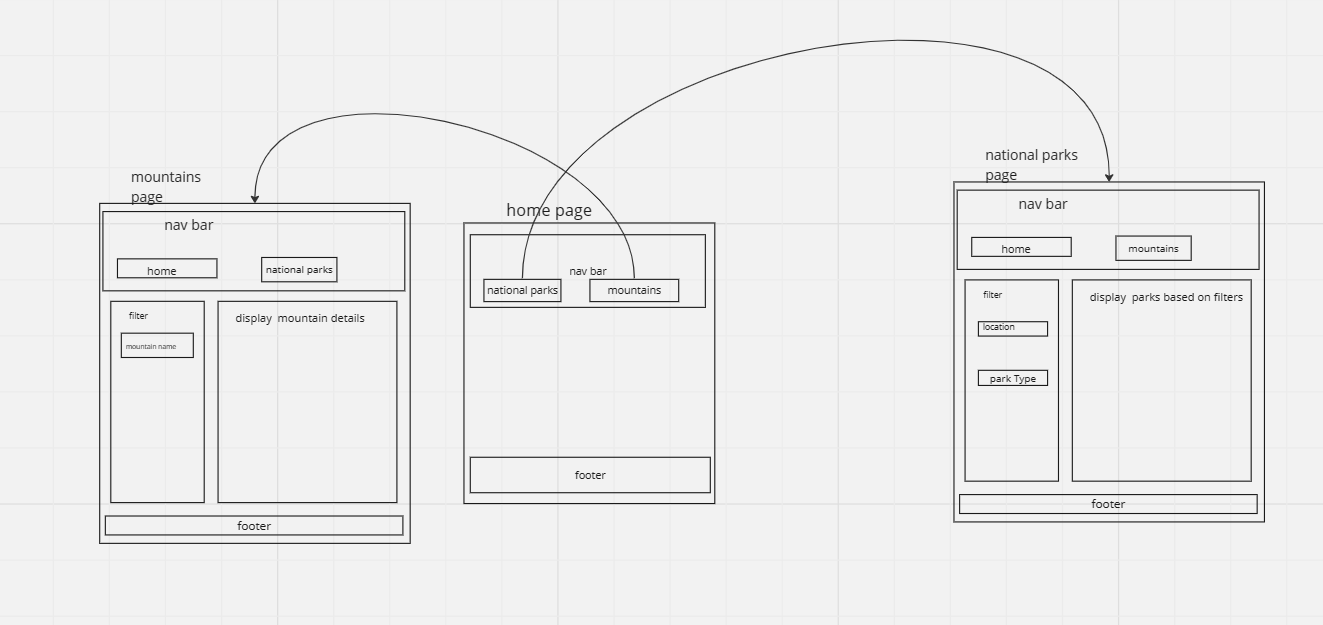 mountains
page
nav bar
home
national parks
filter
mountain name
display mountain details
footer
home page
nav bar
national parks
mountains
footer
national parks
page
nav bar
home
mountains
filter
location
park Type
display parks based on filters
footer